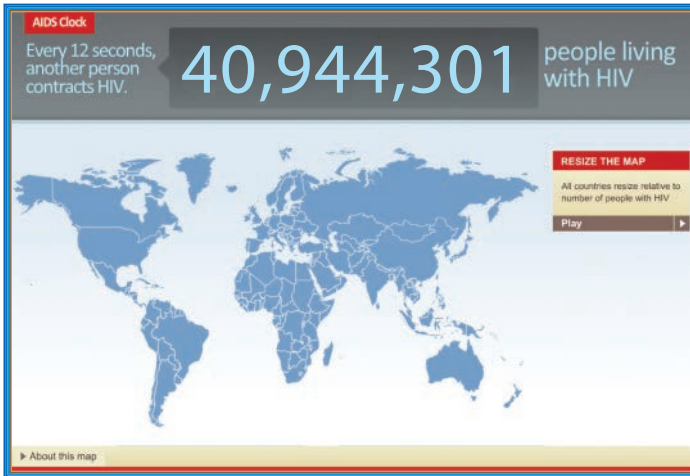 AIDS Clock
Every 12 seconds,
another person
contracts HIV.
40,944,301
people living
with HIV
RESIZE THE MAP
All countries resize relative to
number of people with HIV
Play
About this map